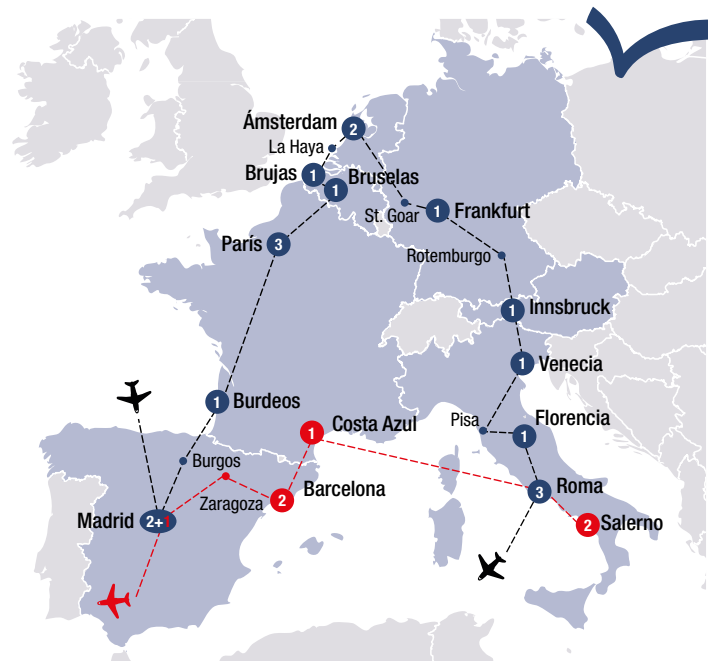 Ámsterdam
2
La Haya
Brujas
1
Bruselas
1
St. Goar
1
Frankfurt
París
3
Rotemburgo
1
Innsbruck
1
Venecia
1
Burdeos
Pisa
Florencia
1
1
Costa Azul
Burgos
Zaragoza
Barcelona
2
3
Roma
Madrid
2+1
2
Salerno